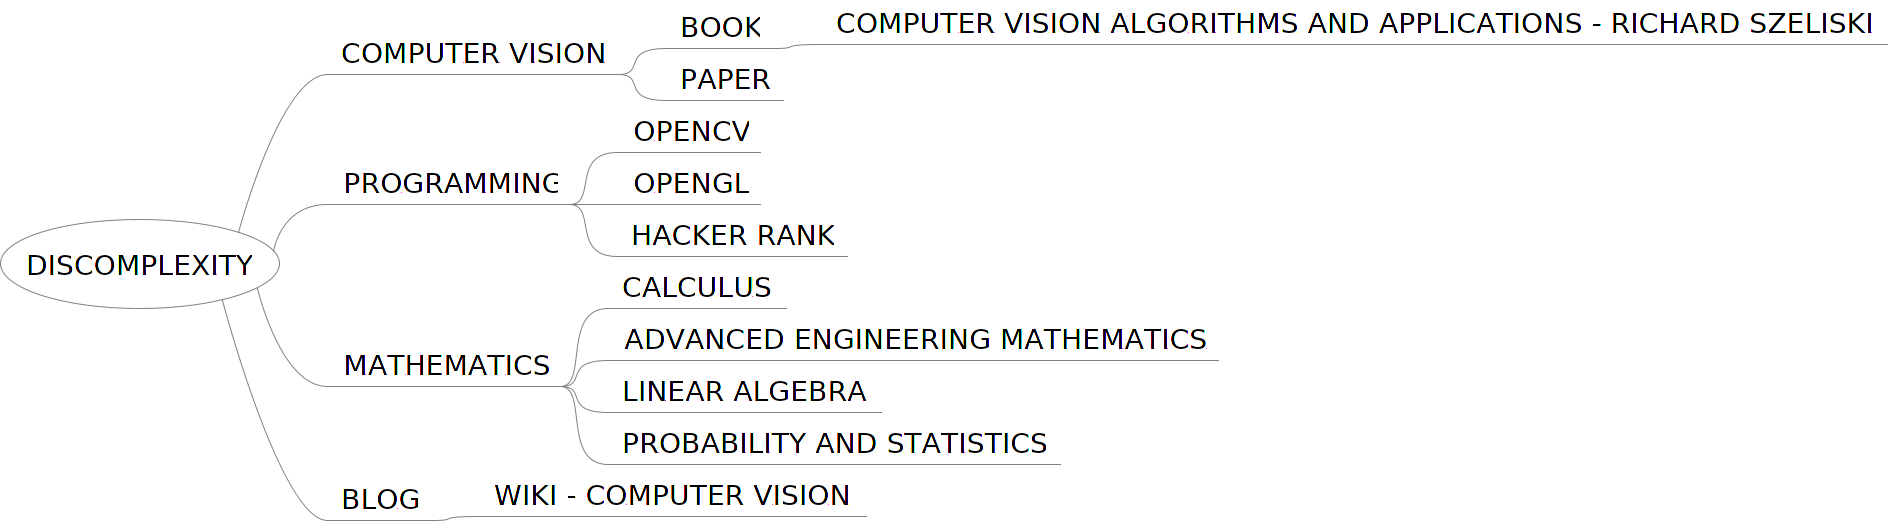 COMPUTER VISION
BOOK
COMPUTER VISION ALGORITHMS AND APPLICATIONS - RICHARD SZELISKI
PAPER
PROGRAMMING
OPENCV
OPENGL
HACKER RANK
DISCOMPLEXITY
MATHEMATICS
CALCULUS
ADVANCED ENGINEERING MATHEMATICS
LINEAR ALGEBRA
PROBABILITY AND STATISTICS
BLOG
WIKI - COMPUTER VISION